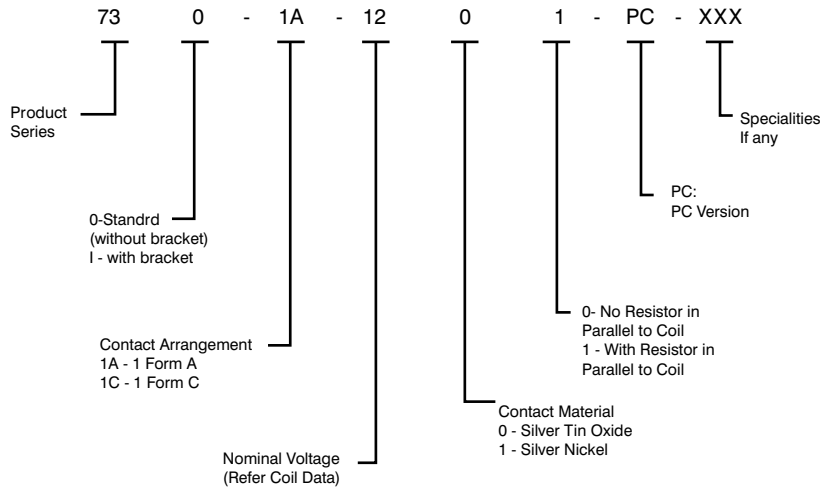 73 0 - 1A - 12 0 1 - PC - XXX
Product
Series
Specialities
If any
PC:
PC Version
0-Standrd
(without bracket)
I - with bracket
0- No Resistor in
Parallel to Coil
1 - With Resistor in
Parallel to Coil
Contact Arrangement
1A - 1 Form A
1C - 1 Form C
Contact Material
0 - Silver Tin Oxide
1 - Silver Nickel
Nominal Voltage
(Refer Coil Data)